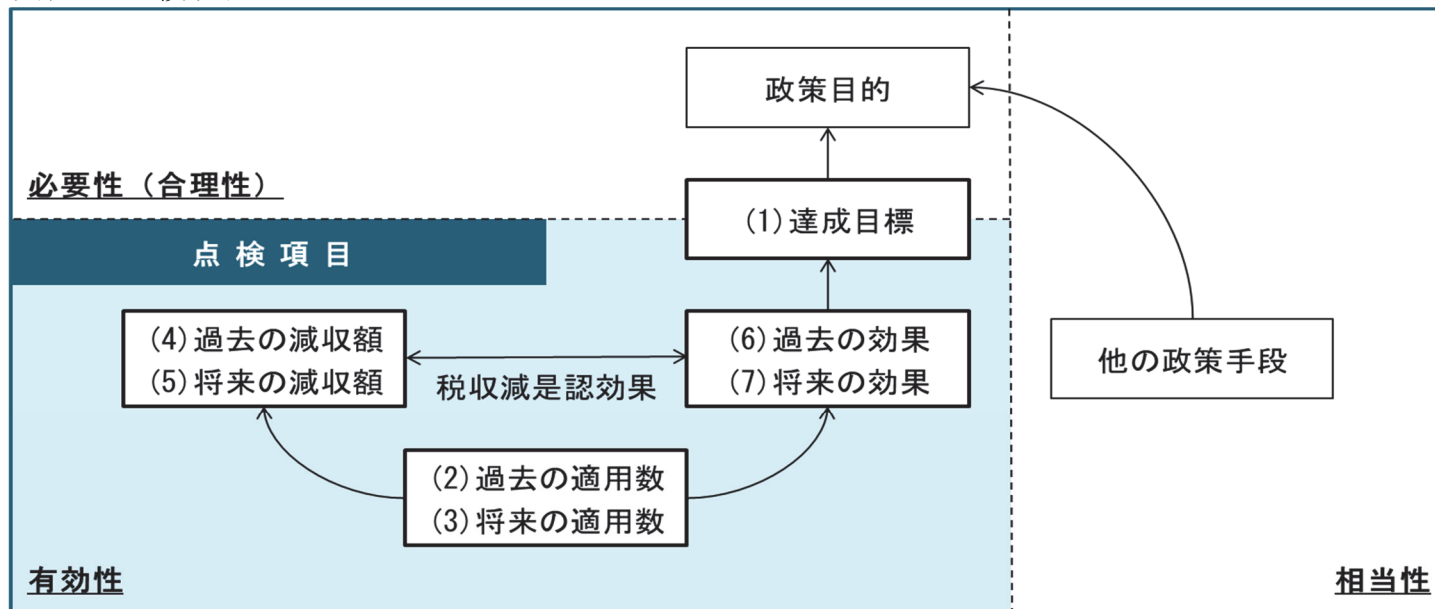 政策目的
必要性（合理性）
(1)達成目標
点検項目
(4)過去の減収額
(5)将来の減収額
税収減是認効果
(6)過去の効果
(7)将来の効果
他の政策手段
(2)過去の適用数
(3)将来の適用数
有効性
相当性